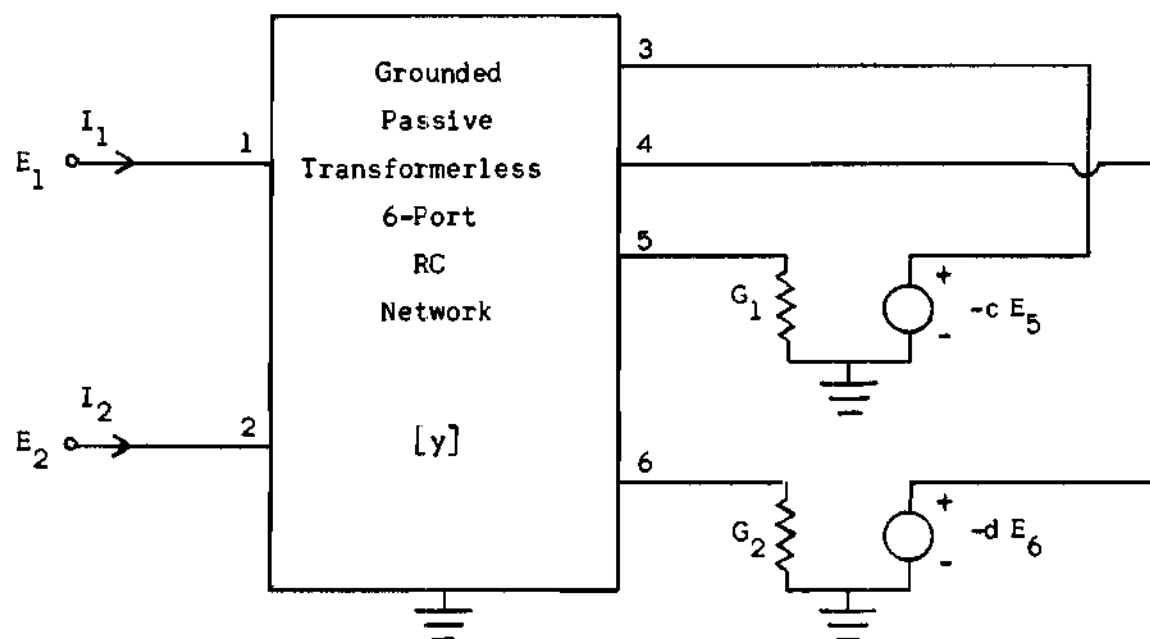 3
Grounded
Passive
I₁
1
4
E₁
Transformerless
6-Port
5
RC
+
G₁
-c E₅
Network
-
I₂
2
E₂
[y]
6
+
G₂
-d E₆
-